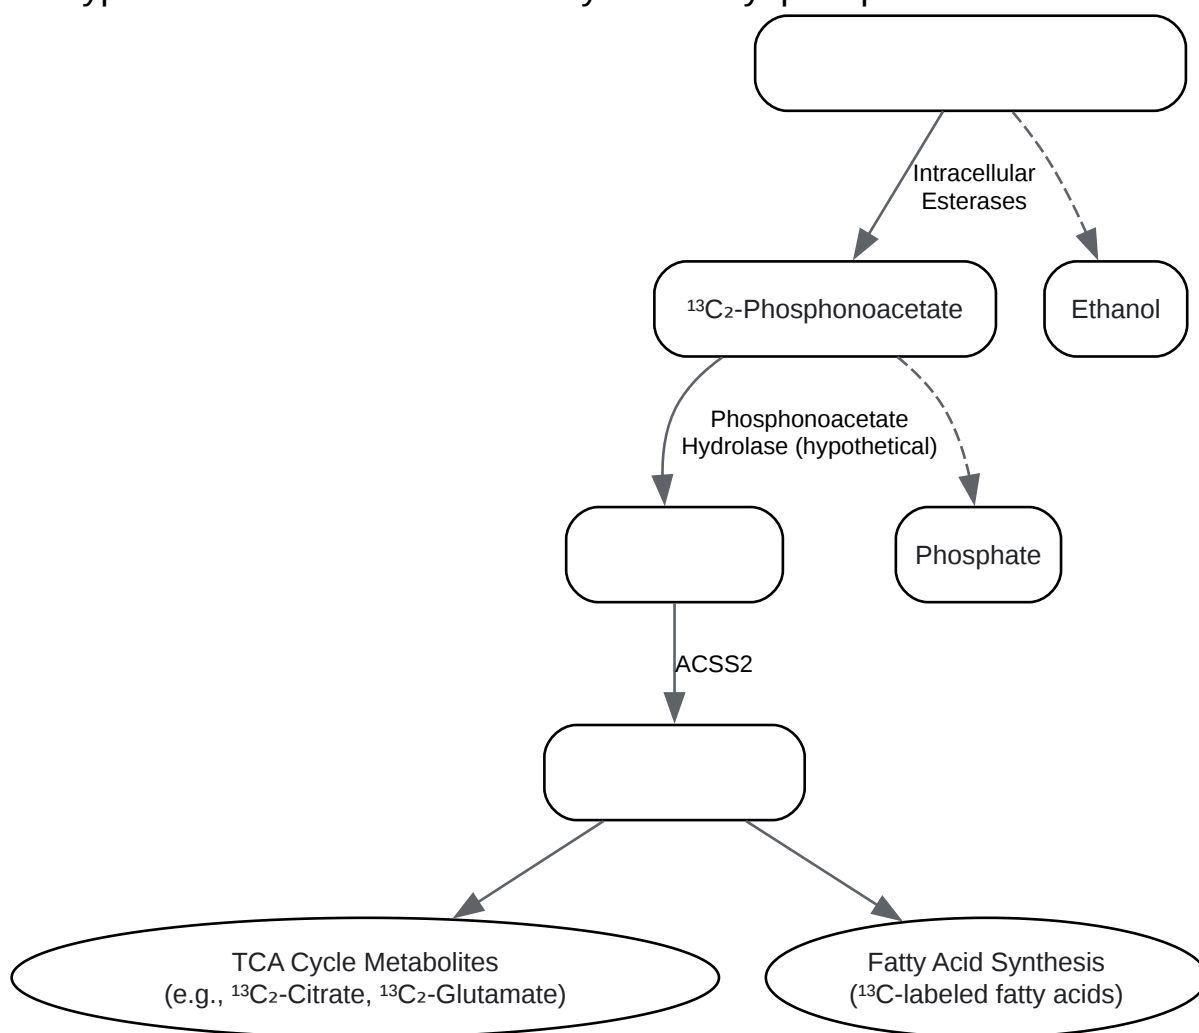 Intracellular
Esterases
¹³C₂-Phosphonoacetate
Ethanol
Phosphonoacetate
Hydrolase (hypothetical)
Phosphate
ACSS2
TCA Cycle Metabolites
(e.g., ¹³C₂-Citrate, ¹³C₂-Glutamate)
Fatty Acid Synthesis
(¹³C-labeled fatty acids)